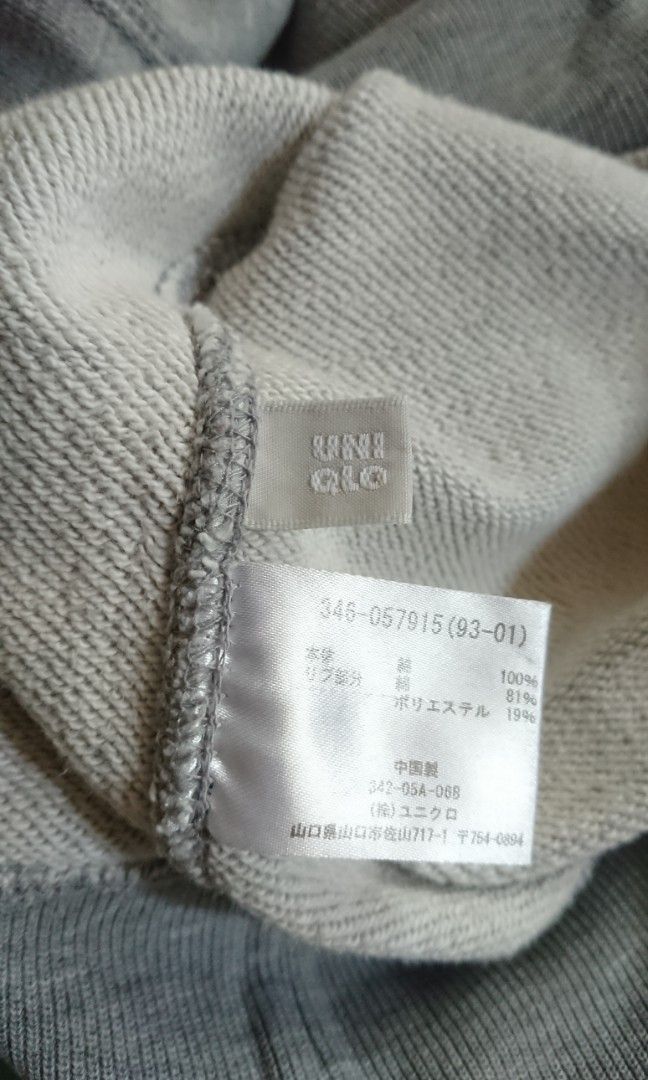 UNI
QLO
346-057915(93-01)
本体 綿 100%
リブ部分 綿 81%
ポリエステル 19%
中国製
342-05A-06B
(株)ユニクロ
山口県山口市佐山717-1 〒754-0894